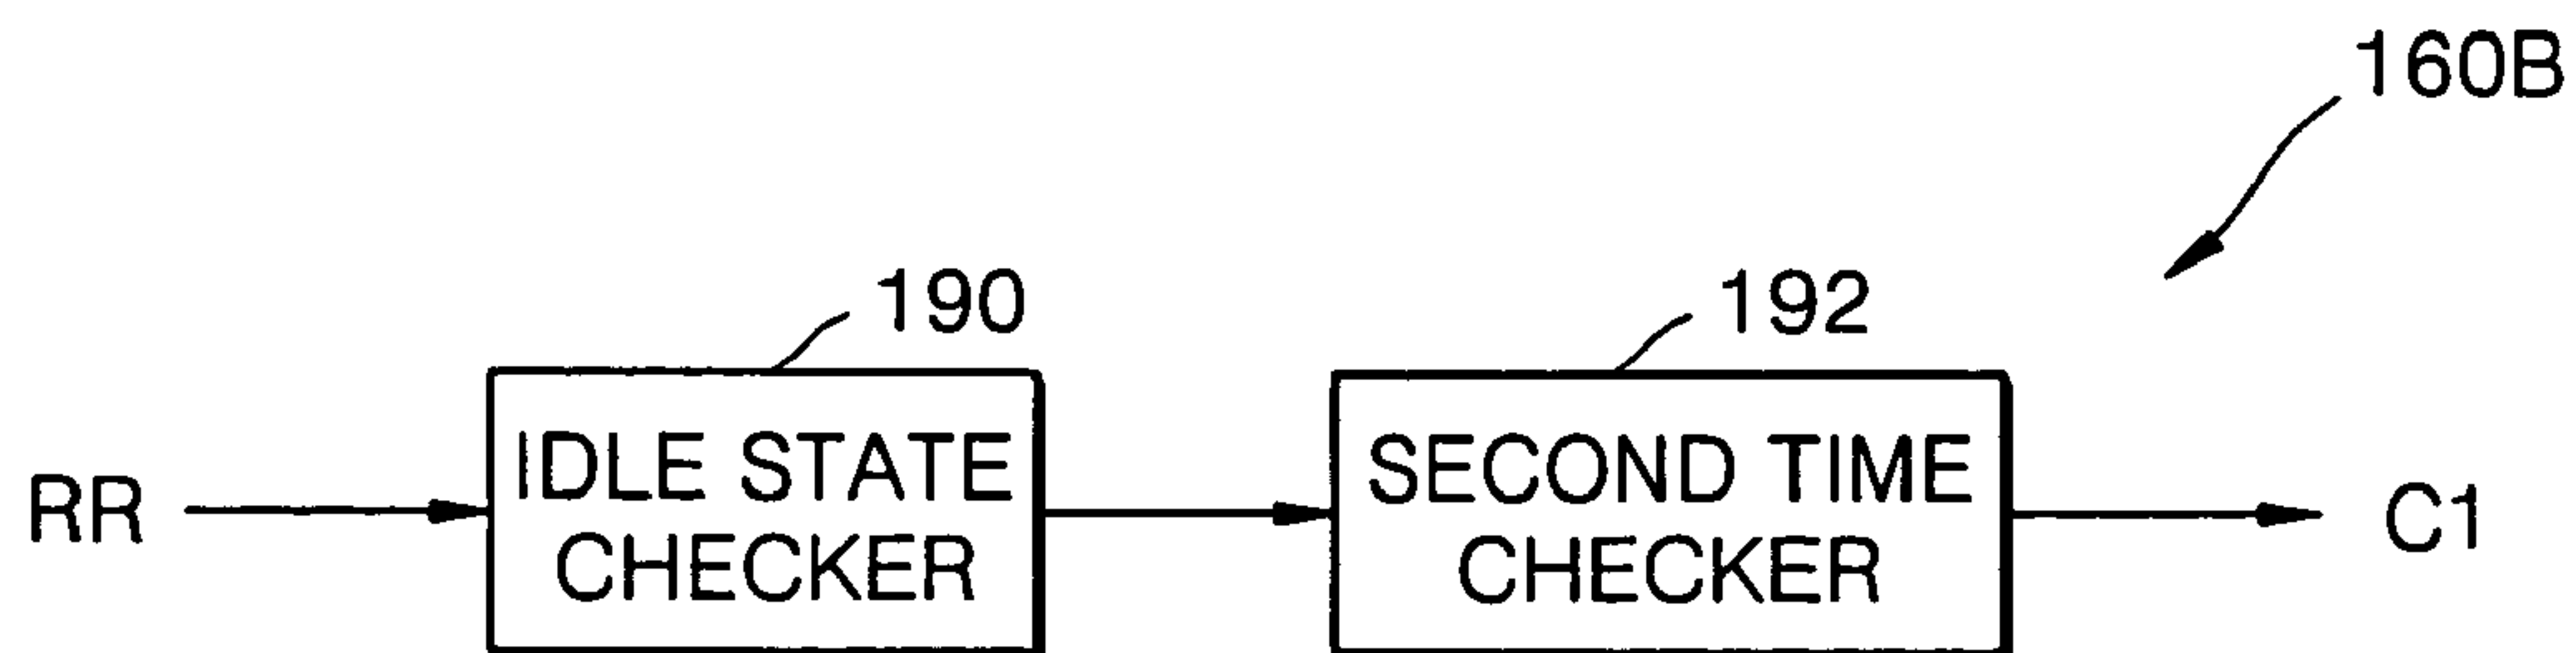 160B
190
192
RR
IDLE STATE
CHECKER
SECOND TIME
CHECKER
C1